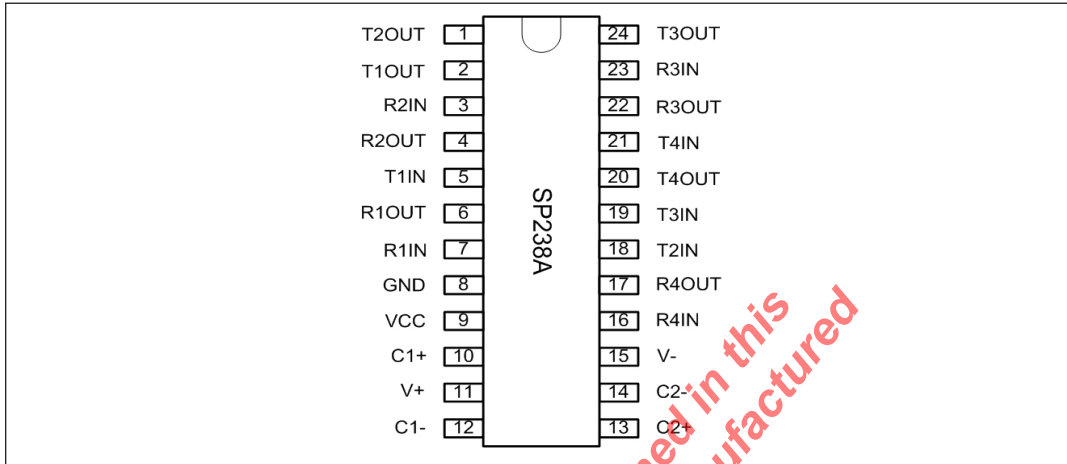 T2OUT 1
T1OUT 2
R2IN 3
R2OUT 4
T1IN 5
R1OUT 6
R1IN 7
GND 8
VCC 9
C1+ 10
V+ 11
C1- 12
SP238A
24 T3OUT
23 R3IN
22 R3OUT
21 T4IN
20 T4OUT
19 T3IN
18 T2IN
17 R4OUT
16 R4IN
15 V-
14 C2-
13 C2+
in this